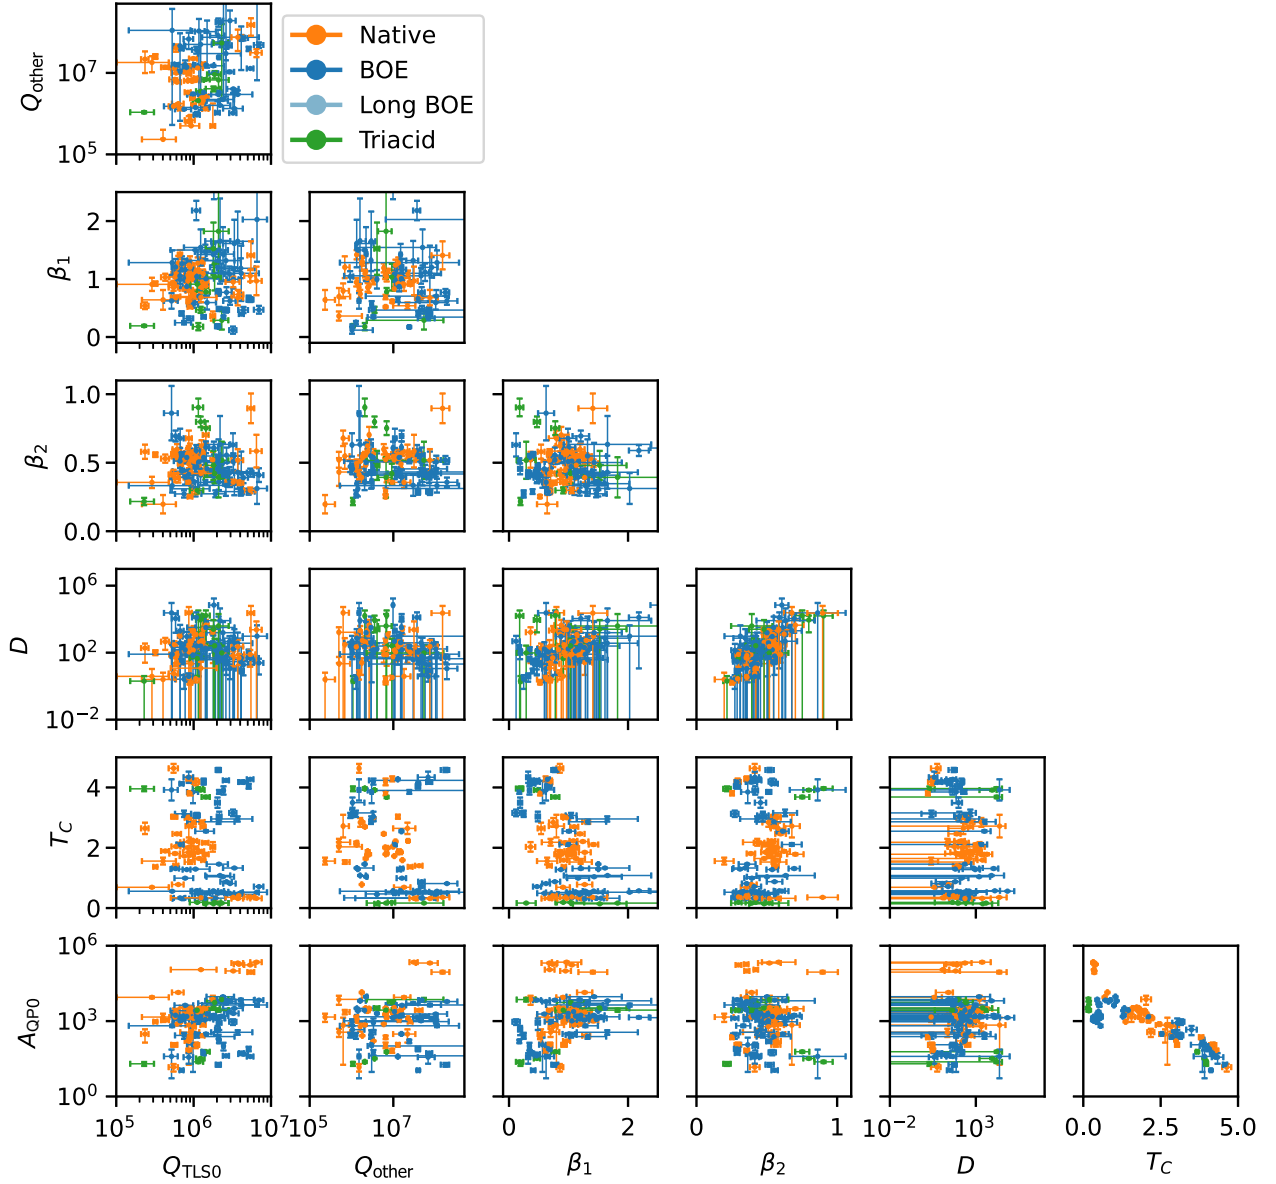 Q_other
10^7
10^5
Native
BOE
Long BOE
Triacid
β_1
2
1
0
β_2
1.0
0.5
0.0
D
10^6
10^2
10^−2
T_C
4
2
0
A_QP0
10^6
10^3
10^0
10^5 10^6 10^7 10^5 10^7 0 2 0 1 10^−2 10^3 0.0 2.5 5.0
Q_TLS0 Q_other β_1 β_2 D T_C